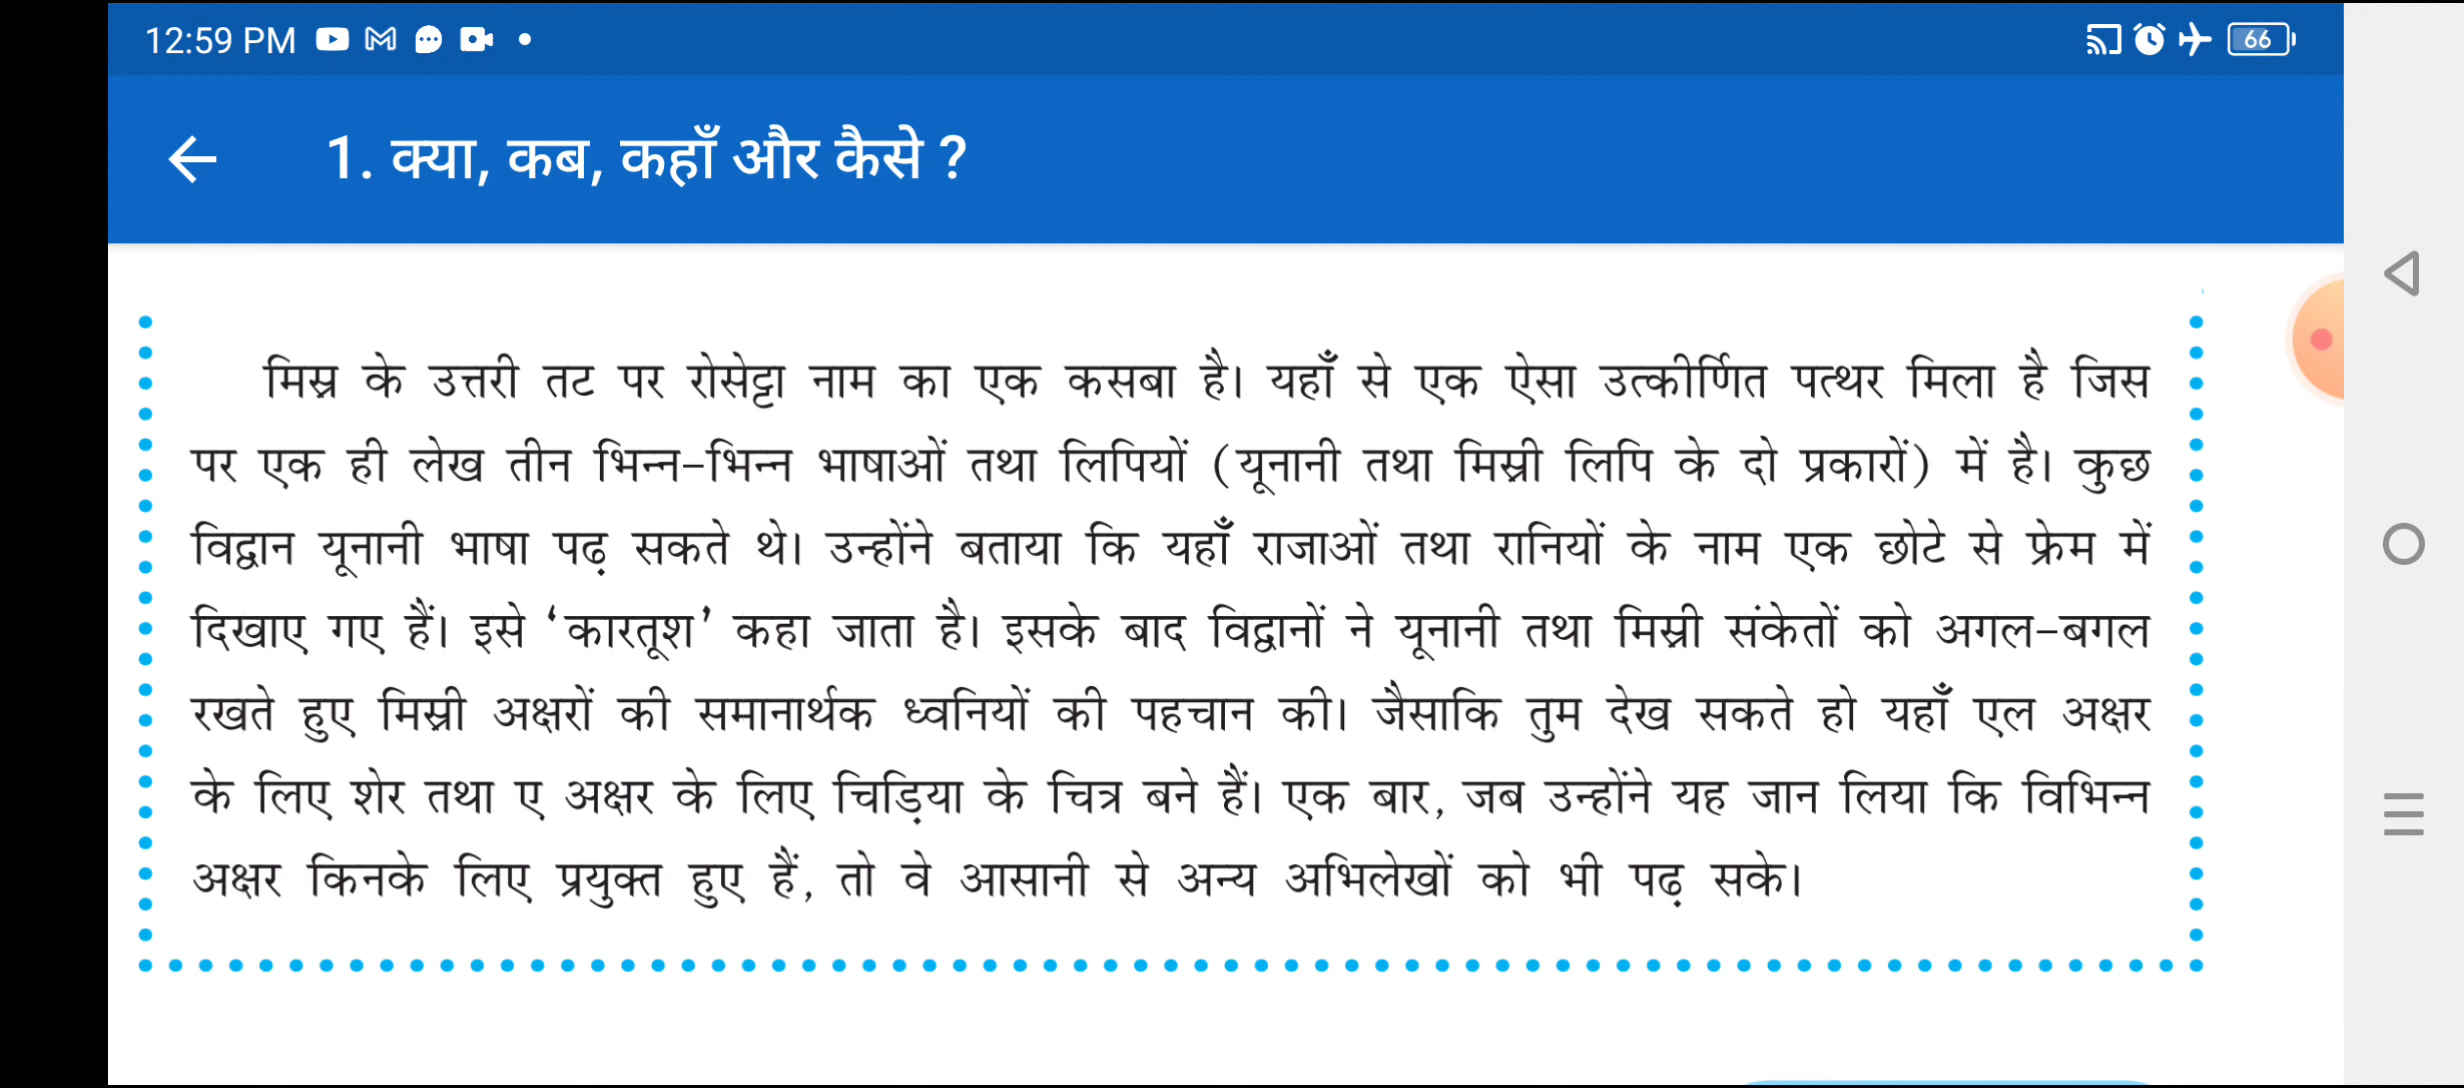 12:59 PM
66
1. क्या, कब, कहाँ और कैसे ?
मिस्र के उत्तरी तट पर रोसेट्टा नाम का एक कसबा है। यहाँ से एक ऐसा उत्कीर्णित पत्थर मिला है जिस
पर एक ही लेख तीन भिन्न-भिन्न भाषाओं तथा लिपियों (यूनानी तथा मिस्री लिपि के दो प्रकारों) में है। कुछ
विद्वान यूनानी भाषा पढ़ सकते थे। उन्होंने बताया कि यहाँ राजाओं तथा रानियों के नाम एक छोटे से फ्रेम में
दिखाए गए हैं। इसे ‘कारतूश’ कहा जाता है। इसके बाद विद्वानों ने यूनानी तथा मिस्री संकेतों को अगल-बगल
रखते हुए मिस्री अक्षरों की समानार्थक ध्वनियों की पहचान की। जैसाकि तुम देख सकते हो यहाँ एल अक्षर
के लिए शेर तथा ए अक्षर के लिए चिड़िया के चित्र बने हैं। एक बार, जब उन्होंने यह जान लिया कि विभिन्न
अक्षर किनके लिए प्रयुक्त हुए हैं, तो वे आसानी से अन्य अभिलेखों को भी पढ़ सके।